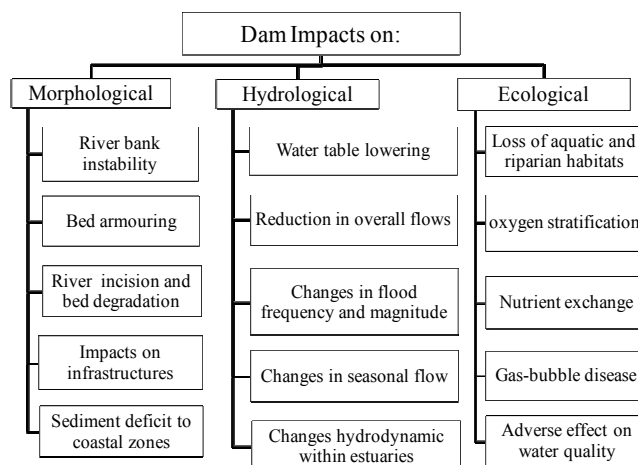 Dam Impacts on:
Morphological
River bank
instability
Bed armouring
River incision and
bed degradation
Impacts on
infrastructures
Sediment deficit to
coastal zones
Hydrological
Water table lowering
Reduction in overall flows
Changes in flood
frequency and magnitude
Changes in seasonal flow
Changes hydrodynamic
within estuaries
Ecological
Loss of aquatic and
riparian habitats
oxygen stratification
Nutrient exchange
Gas-bubble disease
Adverse effect on
water quality